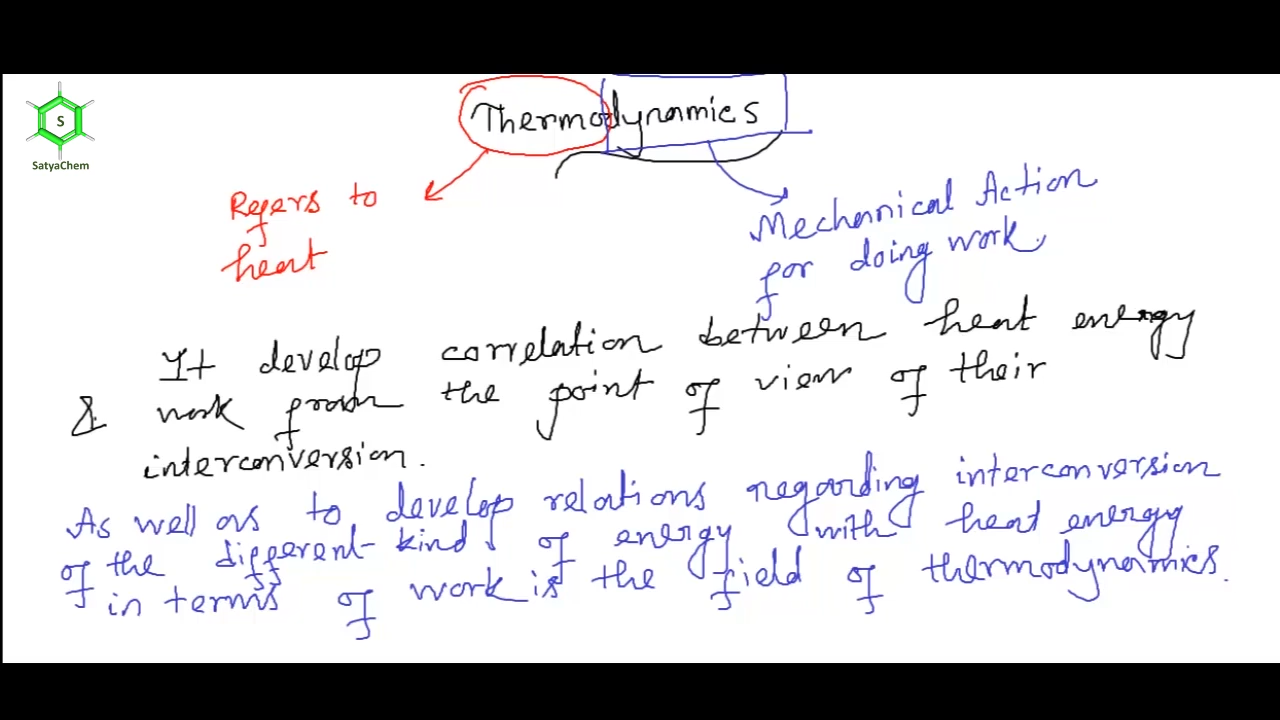 S
SatyaChem
Thermodynamics
Refers to
heat
Mechanical Action
for doing work
It develop correlation between heat energy
& work from the point of view of their
interconversion.
As well as to develop relations regarding interconversion
of the different kind of energy with heat energy
in terms of work is the field of thermodynamics.